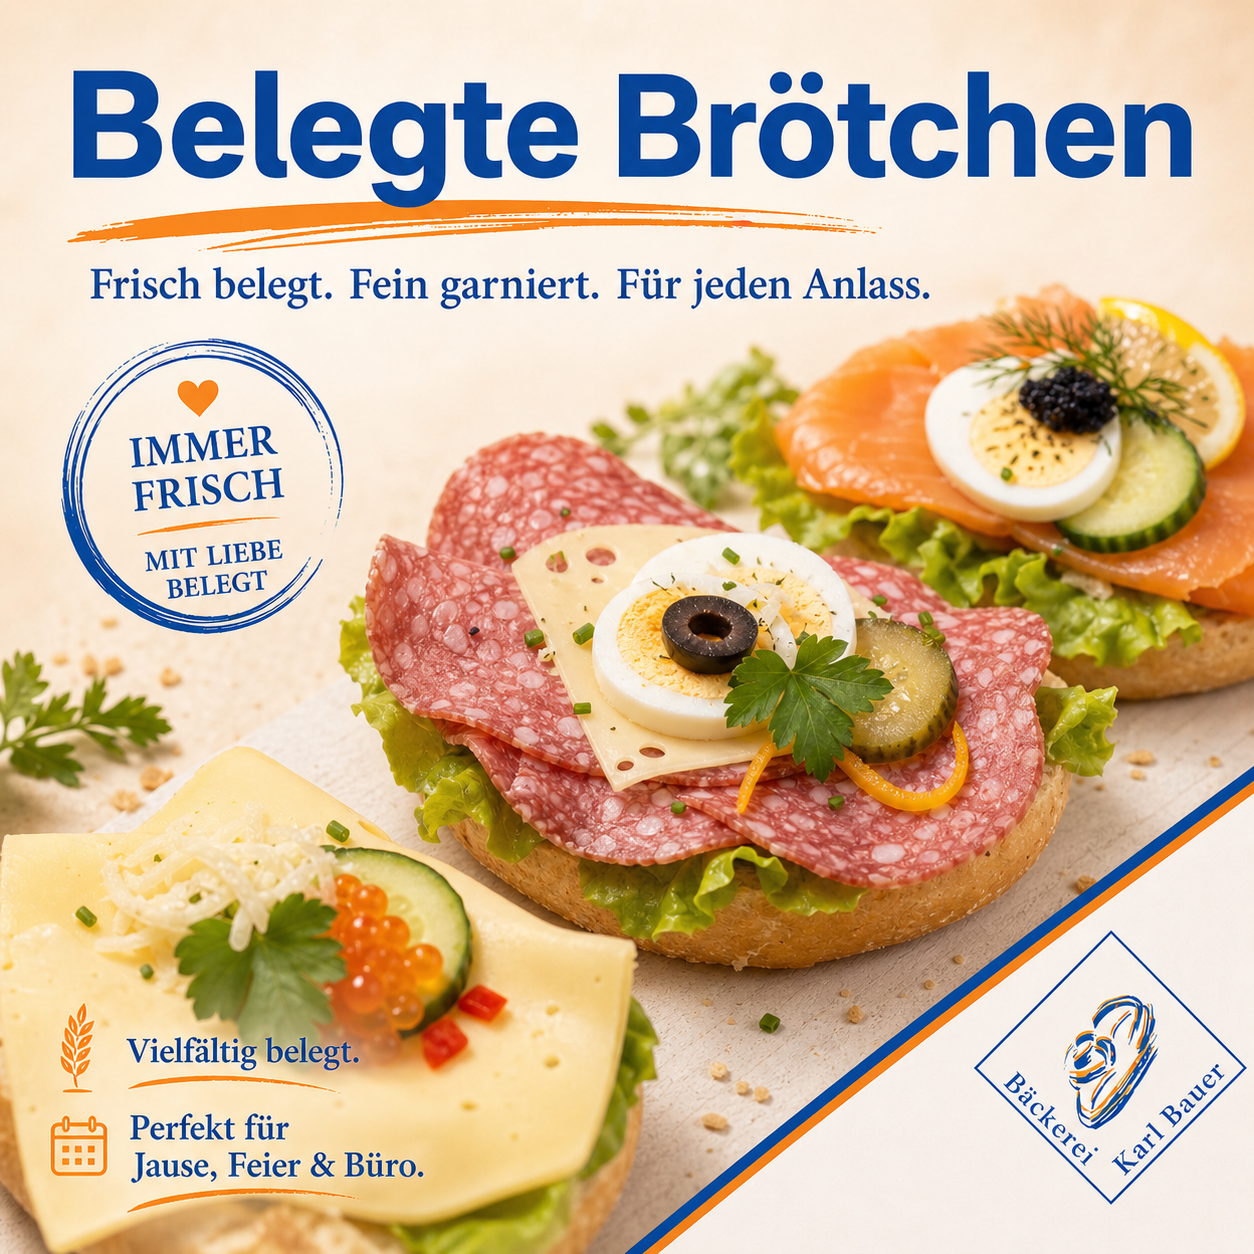 Belegte Brötchen
Frisch belegt. Fein garniert. Für jeden Anlass.
IMMER
FRISCH
MIT LIEBE
BELEGT
Vielfältig belegt.
Perfekt für
Jause, Feier & Büro.
Bäckerei
Karl Bauer